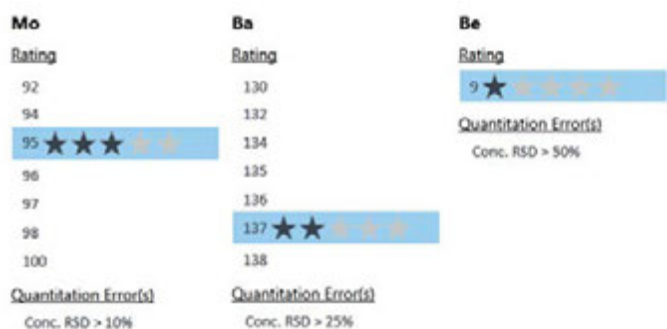 Mo
Rating
92
94
95
96
97
98
100
Quantitation Error(s)
Conc. RSD > 10%
Ba
Rating
130
132
134
135
136
137
138
Quantitation Error(s)
Conc. RSD > 25%
Be
Rating
9
Quantitation Error(s)
Conc. RSD > 50%